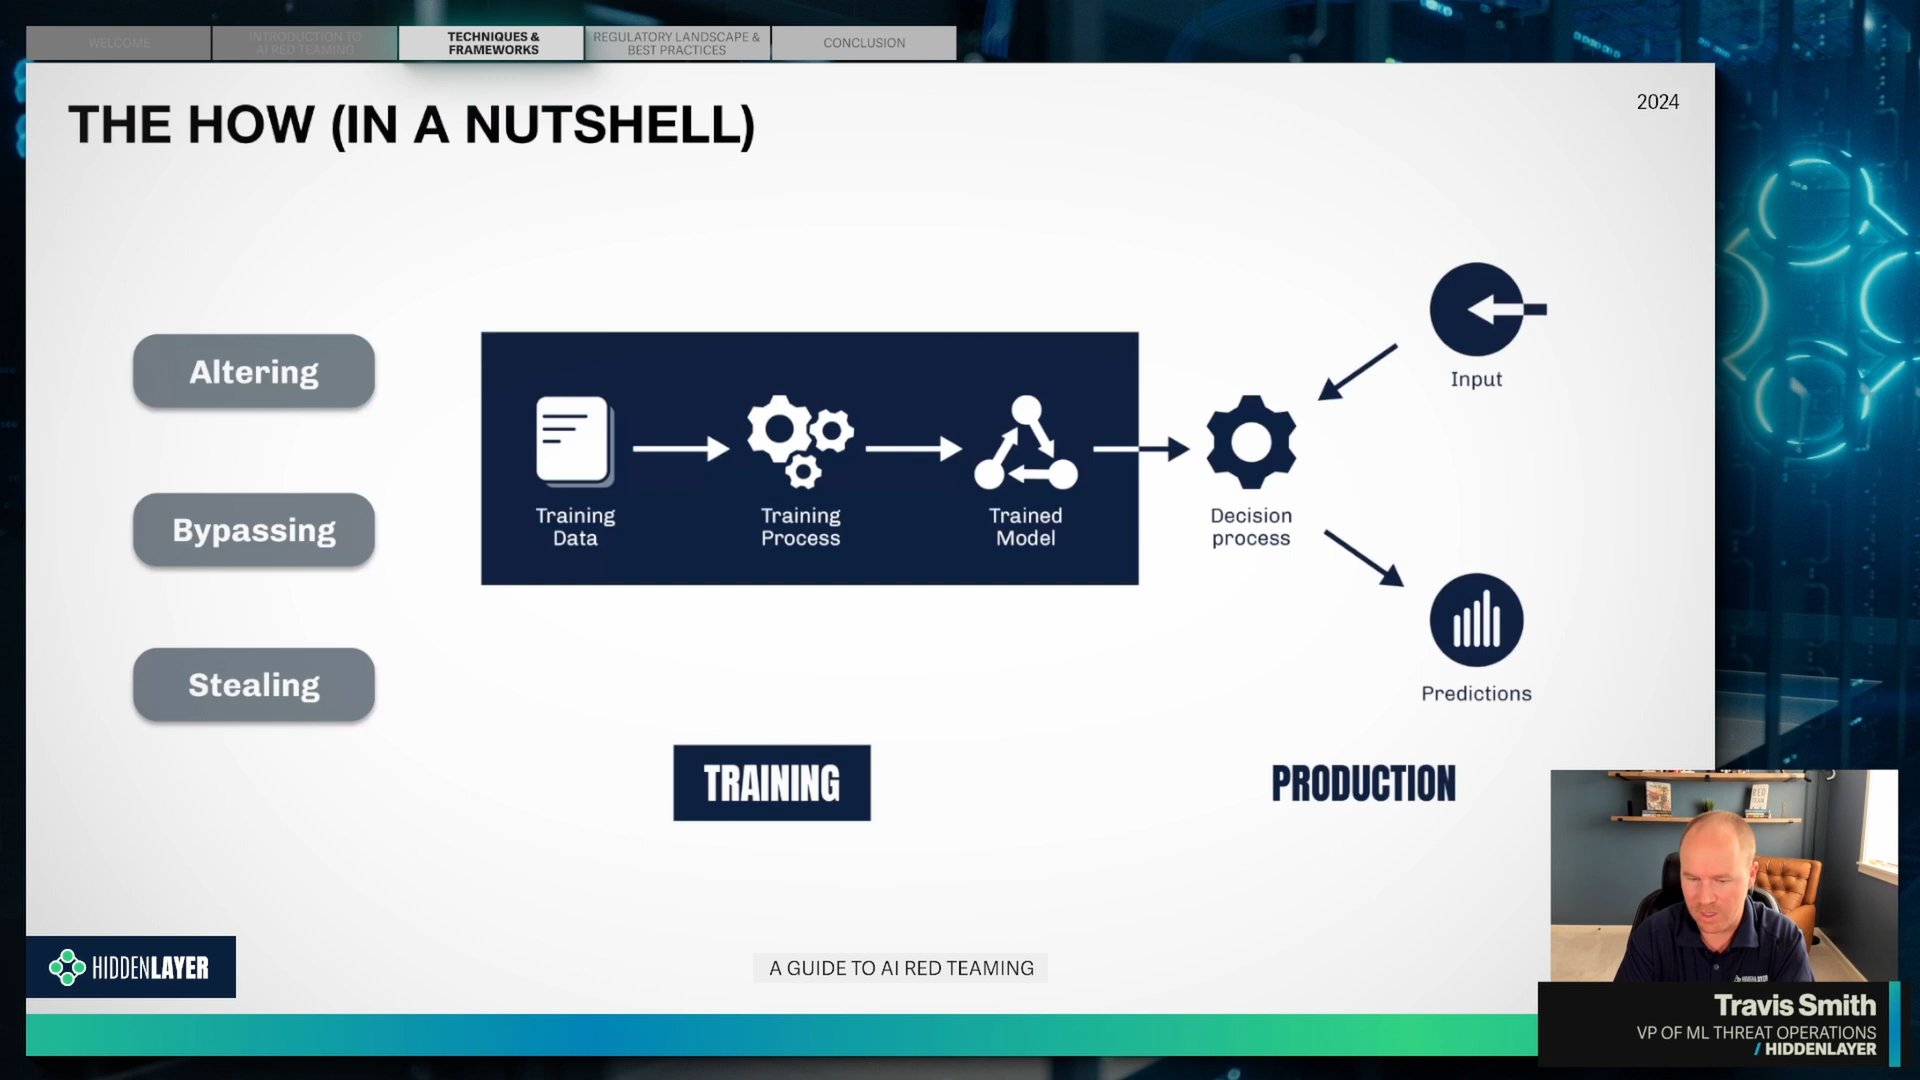 WELCOME
INTRODUCTION TO
AI RED TEAMING
TECHNIQUES &
FRAMEWORKS
REGULATORY LANDSCAPE &
BEST PRACTICES
CONCLUSION
THE HOW (IN A NUTSHELL)
2024
Altering
Bypassing
Stealing
Training
Data
Training
Process
Trained
Model
Decision
process
Input
Predictions
TRAINING
PRODUCTION
HIDDENLAYER
A GUIDE TO AI RED TEAMING
Travis Smith
VP OF ML THREAT OPERATIONS
/ HIDDENLAYER